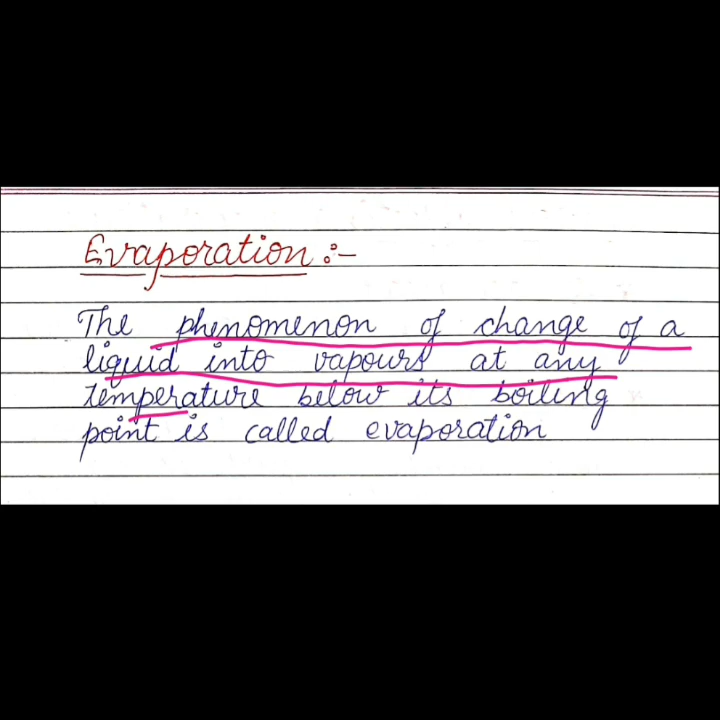 Evaporation :-
The phenomenon of change of a
liquid into vapours at any
temperature below its boiling
point is called evaporation